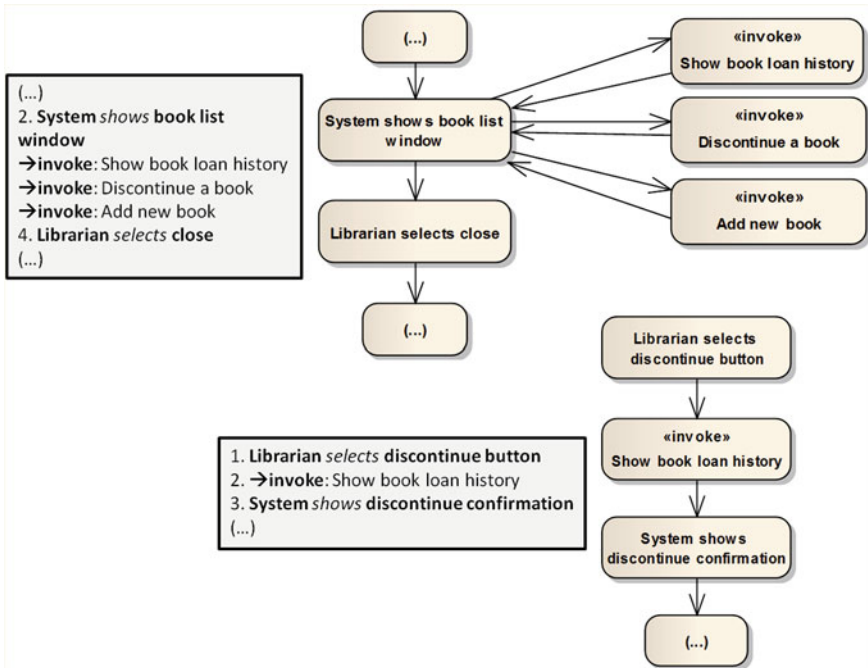 (...)
«invoke»
Show book loan history
(...)
2. System shows book list
window
→invoke: Show book loan history
→invoke: Discontinue a book
→invoke: Add new book
4. Librarian selects close
(...)
System shows book list
window
«invoke»
Discontinue a book
«invoke»
Add new book
Librarian selects close
(...)
Librarian selects
discontinue button
«invoke»
Show book loan history
1. Librarian selects discontinue button
2. →invoke: Show book loan history
3. System shows discontinue confirmation
(...)
System shows
discontinue confirmation
(...)